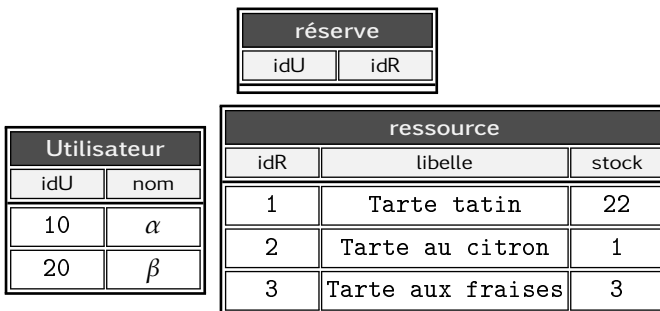 réserve
idU idR
Utilisateur
idU nom
10 α
20 β
ressource
idR libelle stock
1 Tarte tatin 22
2 Tarte au citron 1
3 Tarte aux fraises 3